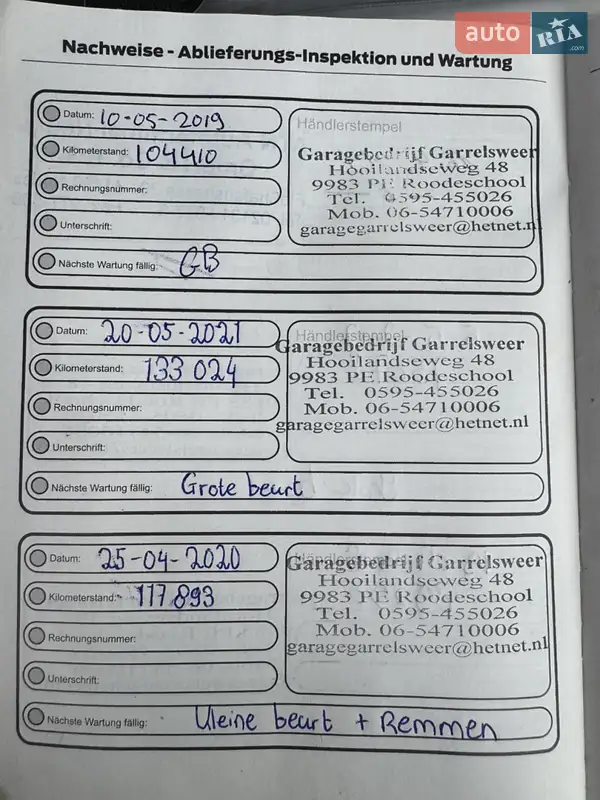 auto RIA .com
Nachweise - Ablieferungs-Inspektion und Wartung
Datum: 10-05-2019
Kilometerstand: 104410
Rechnungsnummer:
Unterschrift:
Nächste Wartung fällig: GB
Händlerstempel
Garagebedrijf Garrelsweer
Hooilandseweg 48
9983 PE Roodeschool
Tel. 0595-455026
Mob. 06-54710006
garagegarrelsweer@hetnet.nl
Datum: 20-05-2021
Kilometerstand: 133 024
Rechnungsnummer:
Unterschrift:
Nächste Wartung fällig: Grote beurt
Händlerstempel
Garagebedrijf Garrelsweer
Hooilandseweg 48
9983 PE Roodeschool
Tel. 0595-455026
Mob. 06-54710006
garagegarrelsweer@hetnet.nl
Datum: 25-04-2020
Kilometerstand: 117.893
Rechnungsnummer:
Unterschrift:
Nächste Wartung fällig: kleine beurt + Remmen
Händlerstempel
Garagebedrijf Garrelsweer
Hooilandseweg 48
9983 PE Roodeschool
Tel. 0595-455026
Mob. 06-54710006
garagegarrelsweer@hetnet.nl